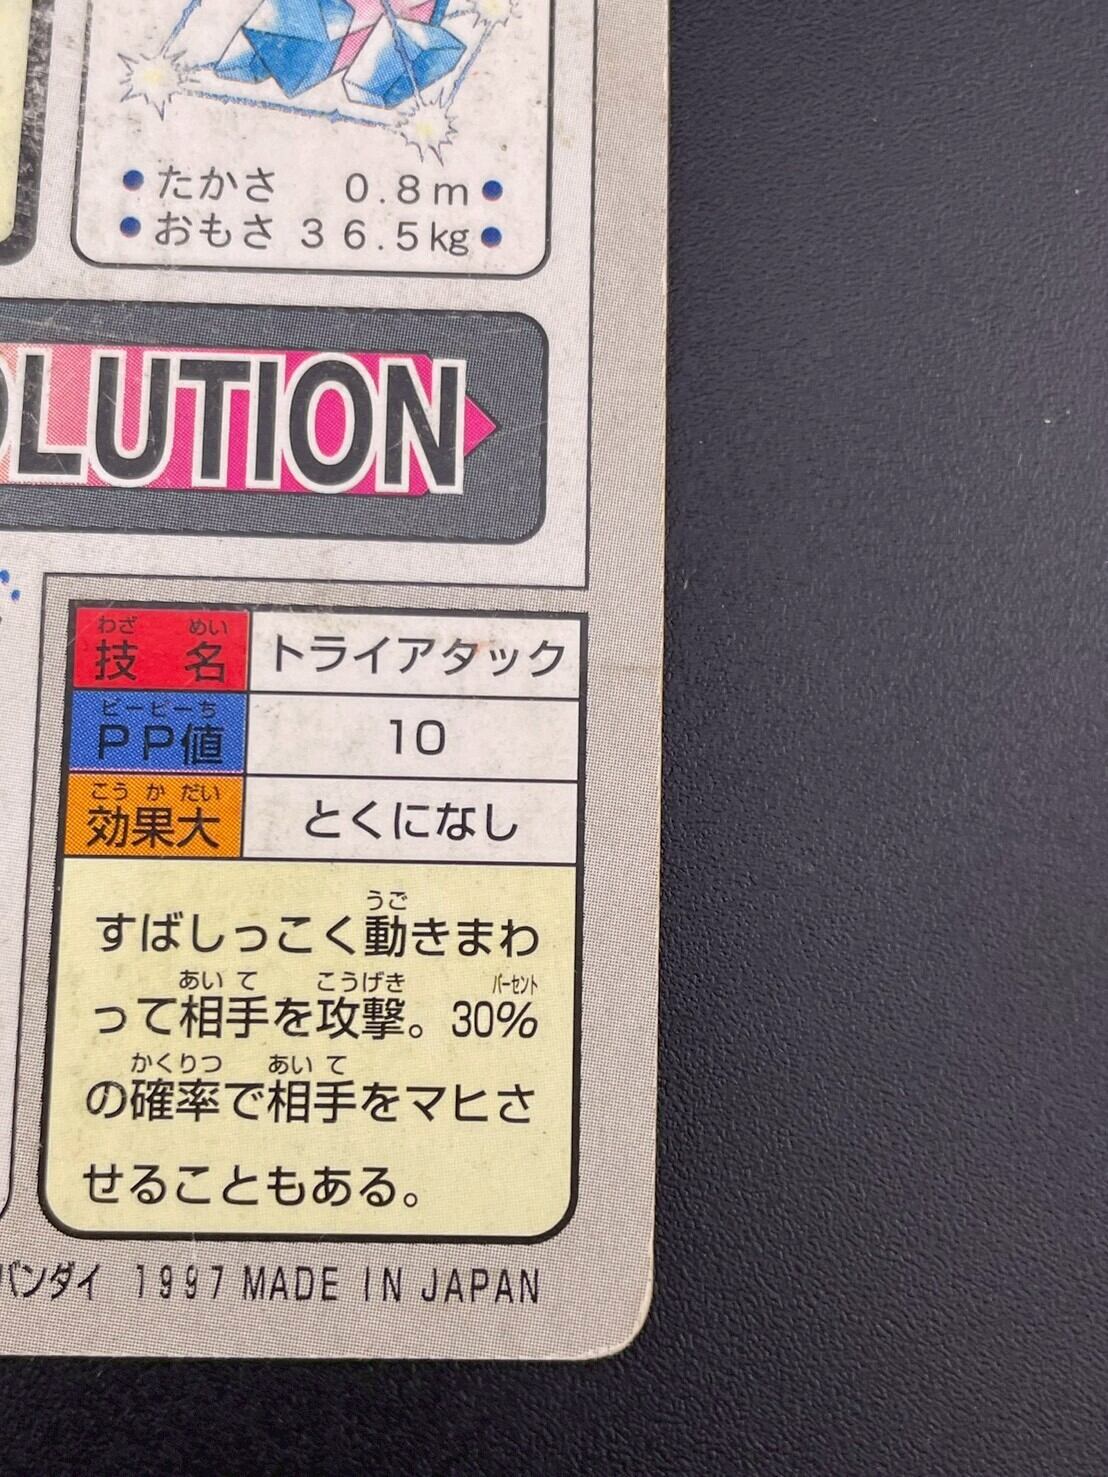 ●たかさ 0.8m●
●おもさ 36.5kg●
OLUTION
わざ めい
技 名 トライアタック
ピーピーち
PP値 10
こうかだい
効果大 とくになし
うご
すばしっこく動きまわ
あいて こうげき パーセント
って相手を攻撃。30%
かくりつ あいて
の確率で相手をマヒさ
せることもある。
バンダイ 1997 MADE IN JAPAN